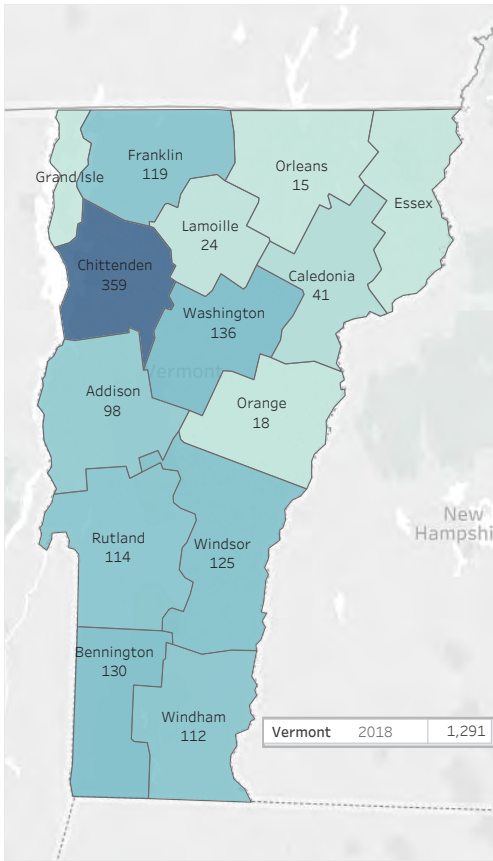 Franklin
119
Orleans
15
Grand Isle
Essex
Lamoille
24
Chittenden
359
Caledonia
41
Washington
136
Vermont
Addison
98
Orange
18
New
Hampshi
Rutland
114
Windsor
125
Bennington
130
Windham
112
Vermont 2018 1,291